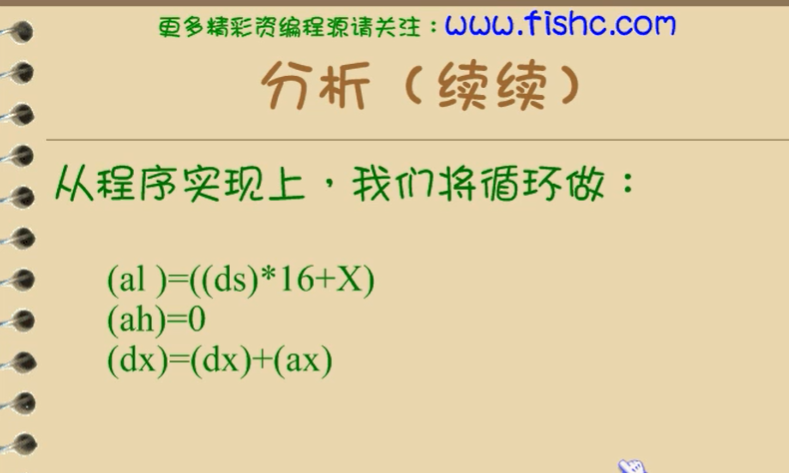 更多精彩资编程源请关注：www.fishc.com
分析（续续）
从程序实现上，我们将循环做：
(al )=((ds)*16+X)
(ah)=0
(dx)=(dx)+(ax)